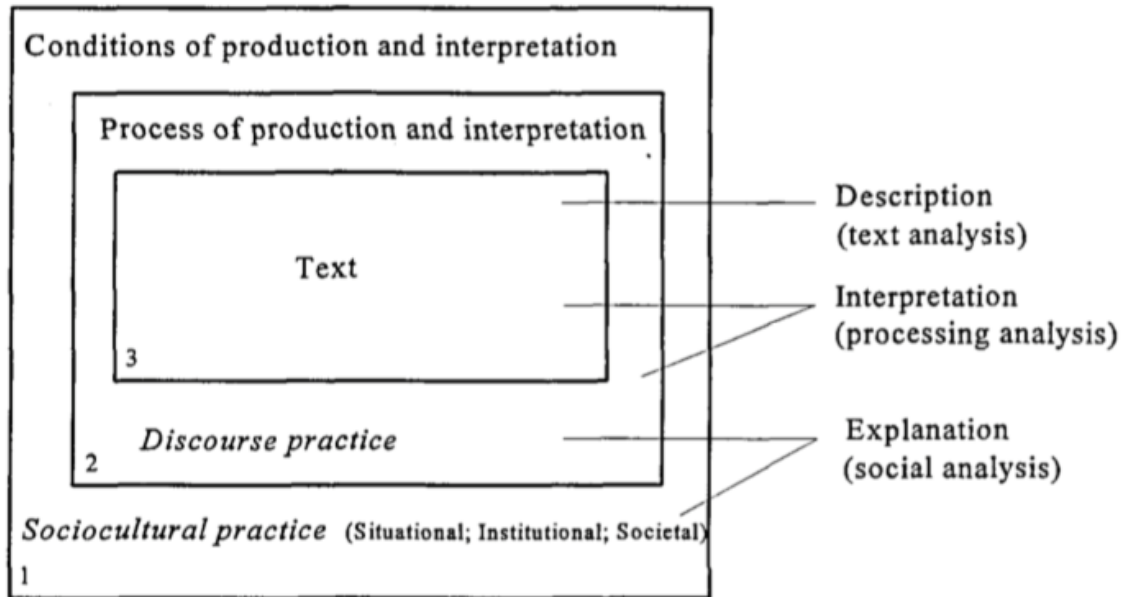 Conditions of production and interpretation
Process of production and interpretation
Text
3
Discourse practice
2
Sociocultural practice (Situational; Institutional; Societal)
1
Description
(text analysis)
Interpretation
(processing analysis)
Explanation
(social analysis)